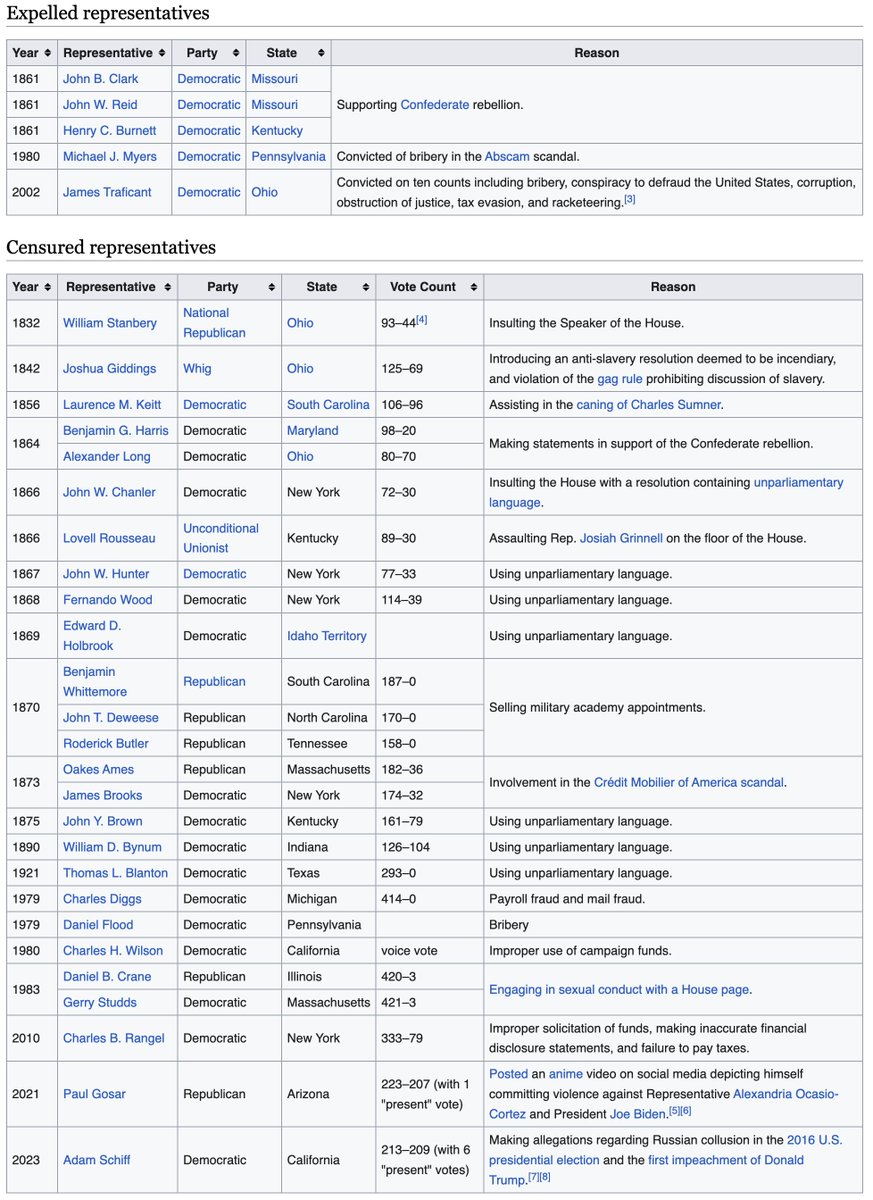 Expelled representatives
Year Representative Party State Reason
1861 John B. Clark Democratic Missouri
1861 John W. Reid Democratic Missouri Supporting Confederate rebellion.
1861 Henry C. Burnett Democratic Kentucky
1980 Michael J. Myers Democratic Pennsylvania Convicted of bribery in the Abscam scandal.
2002 James Traficant Democratic Ohio Convicted on ten counts including bribery, conspiracy to defraud the United States, corruption,
obstruction of justice, tax evasion, and racketeering.[3]
Censured representatives
Year Representative Party State Vote Count Reason
1832 William Stanbery National
Republican Ohio 93–44[4] Insulting the Speaker of the House.
1842 Joshua Giddings Whig Ohio 125–69 Introducing an anti-slavery resolution deemed to be incendiary,
and violation of the gag rule prohibiting discussion of slavery.
1856 Laurence M. Keitt Democratic South Carolina 106–96 Assisting in the caning of Charles Sumner.
1864 Benjamin G. Harris Democratic Maryland 98–20 Making statements in support of the Confederate rebellion.
Alexander Long Democratic Ohio 80–70
1866 John W. Chanler Democratic New York 72–30 Insulting the House with a resolution containing unparliamentary
language.
1866 Lovell Rousseau Unconditional
Unionist Kentucky 89–30 Assaulting Rep. Josiah Grinnell on the floor of the House.
1867 John W. Hunter Democratic New York 77–33 Using unparliamentary language.
1868 Fernando Wood Democratic New York 114–39 Using unparliamentary language.
1869 Edward D.
Holbrook Democratic Idaho Territory Using unparliamentary language.
1870 Benjamin
Whittemore Republican South Carolina 187–0 Selling military academy appointments.
John T. Deweese Republican North Carolina 170–0
Roderick Butler Republican Tennessee 158–0
1873 Oakes Ames Republican Massachusetts 182–36 Involvement in the Crédit Mobilier of America scandal.
James Brooks Democratic New York 174–32
1875 John Y. Brown Democratic Kentucky 161–79 Using unparliamentary language.
1890 William D. Bynum Democratic Indiana 126–104 Using unparliamentary language.
1921 Thomas L. Blanton Democratic Texas 293–0 Using unparliamentary language.
1979 Charles Diggs Democratic Michigan 414–0 Payroll fraud and mail fraud.
1979 Daniel Flood Democratic Pennsylvania Bribery
1980 Charles H. Wilson Democratic California voice vote Improper use of campaign funds.
1983 Daniel B. Crane Republican Illinois 420–3 Engaging in sexual conduct with a House page.
Gerry Studds Democratic Massachusetts 421–3
2010 Charles B. Rangel Democratic New York 333–79 Improper solicitation of funds, making inaccurate financial
disclosure statements, and failure to pay taxes.
2021 Paul Gosar Republican Arizona 223–207 (with 1
"present" vote) Posted an anime video on social media depicting himself
committing violence against Representative Alexandria Ocasio-
Cortez and President Joe Biden.[5][6]
2023 Adam Schiff Democratic California 213–209 (with 6
"present" votes) Making allegations regarding Russian collusion in the 2016 U.S.
presidential election and the first impeachment of Donald
Trump.[7][8]